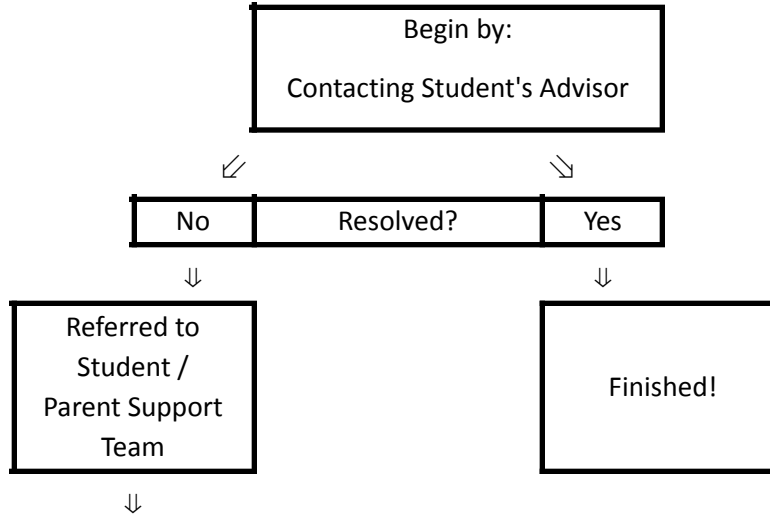 Begin by:
Contacting Student's Advisor
No Resolved? Yes
Referred to
Student /
Parent Support
Team
Finished!